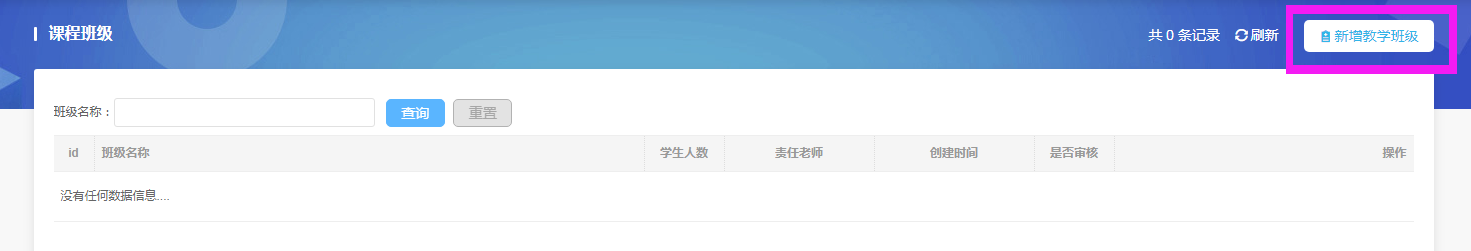 课程班级
共 0 条记录 刷新 新增教学班级
班级名称： 查询 重置
id 班级名称 学生人数 责任老师 创建时间 是否审核 操作
没有任何数据信息....